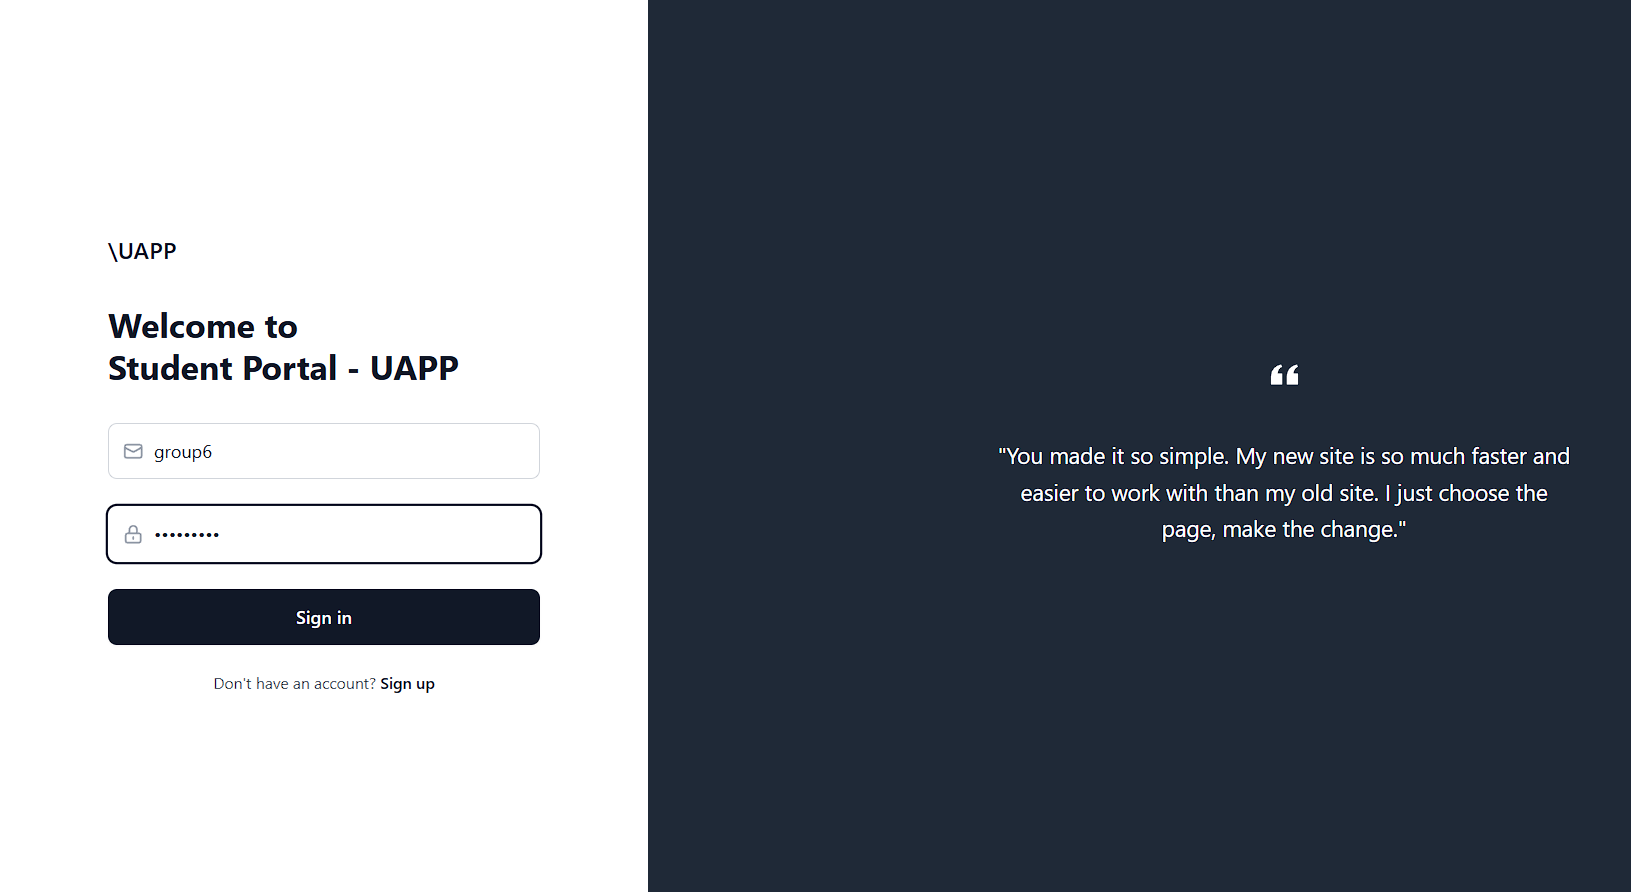 \UAPP
Welcome to
Student Portal - UAPP
group6
•••••••••
Sign in
Don't have an account? Sign up
“
"You made it so simple. My new site is so much faster and
easier to work with than my old site. I just choose the
page, make the change."